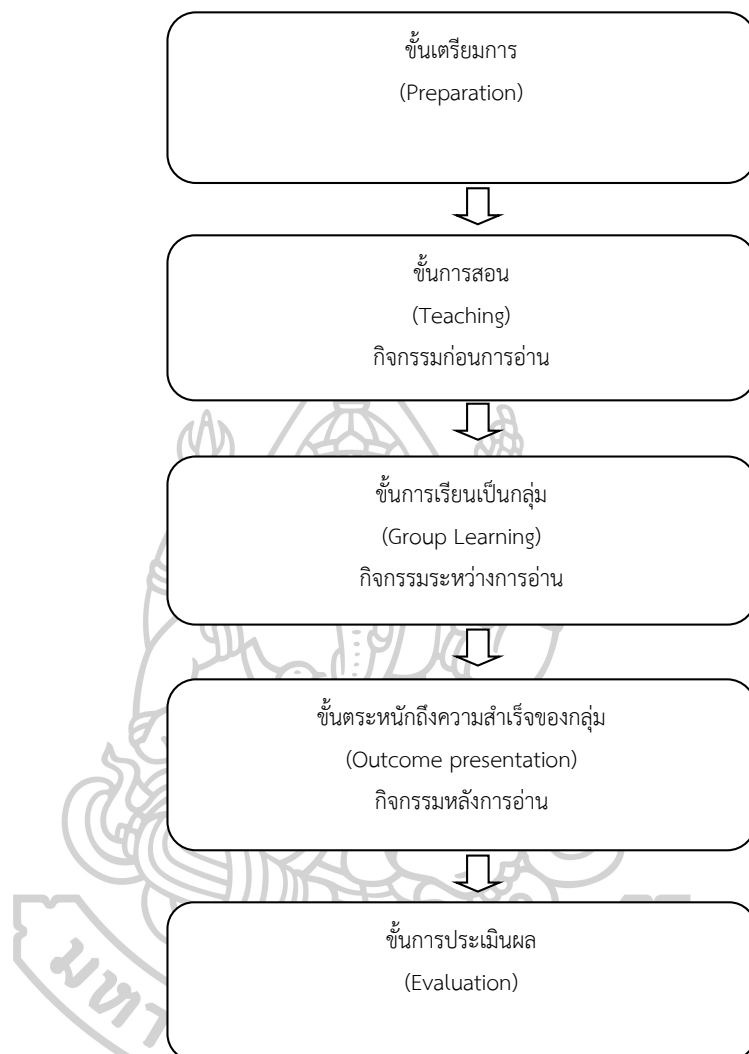 ขั้นเตรียมการ
(Preparation)
ขั้นการสอน
(Teaching)
กิจกรรมก่อนการอ่าน
ขั้นการเรียนเป็นกลุ่ม
(Group Learning)
กิจกรรมระหว่างการอ่าน
ขั้นตระหนักถึงความสำเร็จของกลุ่ม
(Outcome presentation)
กิจกรรมหลังการอ่าน
ขั้นการประเมินผล
(Evaluation)
มหา